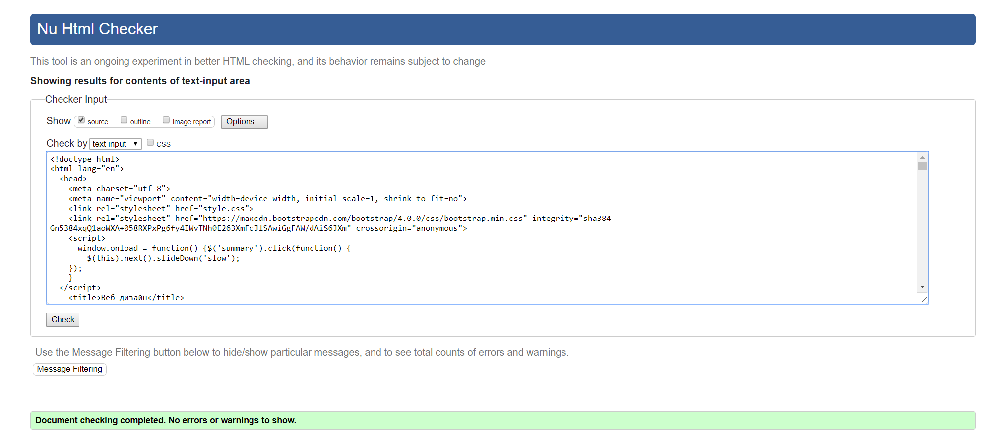 Nu Html Checker
This tool is an ongoing experiment in better HTML checking, and its behavior remains subject to change
Showing results for contents of text-input area
Checker Input
Show source outline image report Options...
Check by text input CSS
<!doctype html>
<html lang="en">
<head>
<meta charset="utf-8">
<meta name="viewport" content="width=device-width, initial-scale=1, shrink-to-fit=no">
<link rel="stylesheet" href="style.css">
<link rel="stylesheet" href="https://maxcdn.bootstrapcdn.com/bootstrap/4.0.0/css/bootstrap.min.css" integrity="sha384-
Gn5384xqQ1aoWXA+058RXPxPg6fy4IWvTNh0E263XmFcJlSAwiGgFAW/dAiS6JXm" crossorigin="anonymous">
<script>
window.onload = function() {$('summary').click(function() {
$(this).next().slideDown('slow');
});
}
</script>
<title>Веб-дизайн</title>
Check
Use the Message Filtering button below to hide/show particular messages, and to see total counts of errors and warnings.
Message Filtering
Document checking completed. No errors or warnings to show.